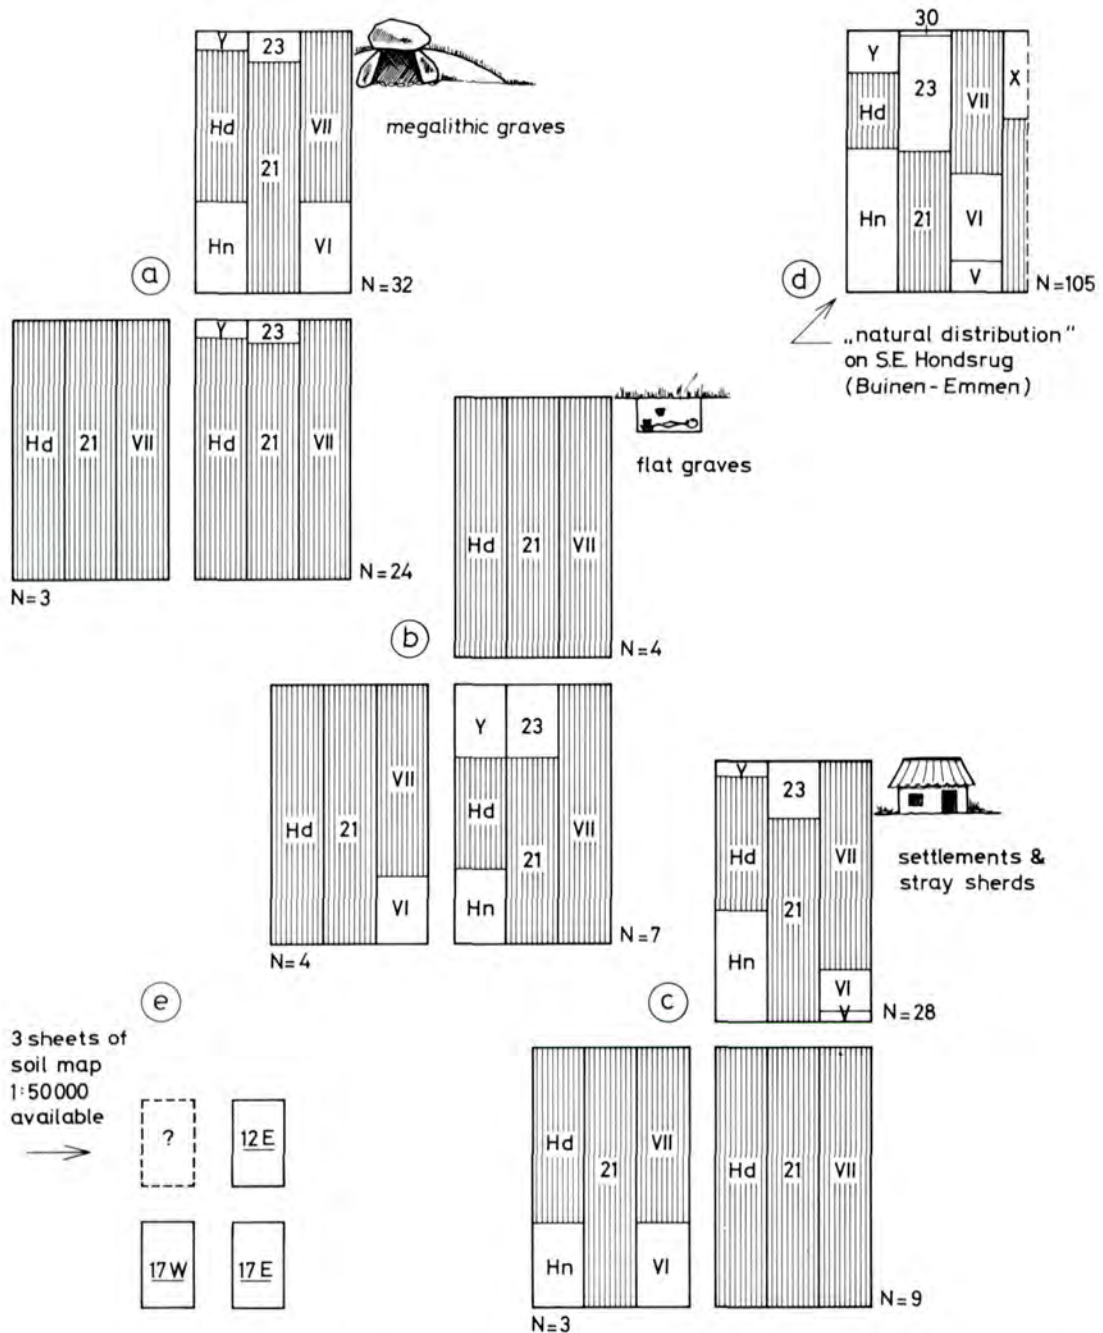 Y
23
Hd
VII
21
Hn
VI
megalithic graves
a
N=32
Hd
21
VII
N=3
Y
23
Hd
21
VII
N=24
30
Y
23
VII
X
Hd
Hn
21
VI
V
d
N=105
„natural distribution"
on S.E. Hondsrug
(Buinen-Emmen)
flat graves
Hd
21
VII
b
N=4
Hd
21
VII
VI
N=4
Y
23
Hd
VII
21
Hn
N=7
Y
23
Hd
VII
21
Hn
VI
V
settlements &
stray sherds
c
N=28
Hd
21
VII
Hn
VI
N=3
Hd
21
VII
N=9
e
3 sheets of
soil map
1:50000
available
?
12E
17W
17E